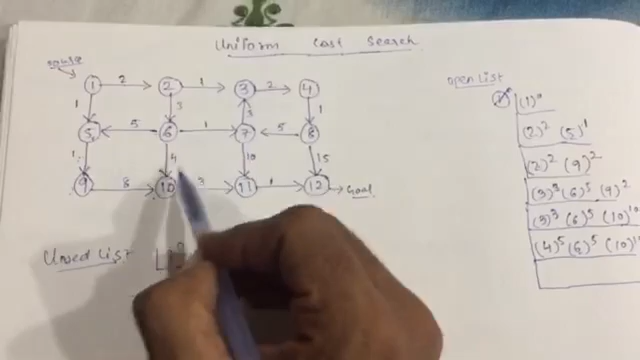 Uniform Cost Search
source
1 2 2 1 3 2 4
1 3 3 1
5 5 6 1 7 5 8
1 4 10 15
9 8 10 3 11 1 12 Goal
open List
(1)⁰
(2)² (5)¹
(2)² (9)²
(3)³ (6)⁵ (9)²
(3)³ (6)⁵ (10)¹⁰
(4)⁵ (6)⁵ (10)¹⁰
List